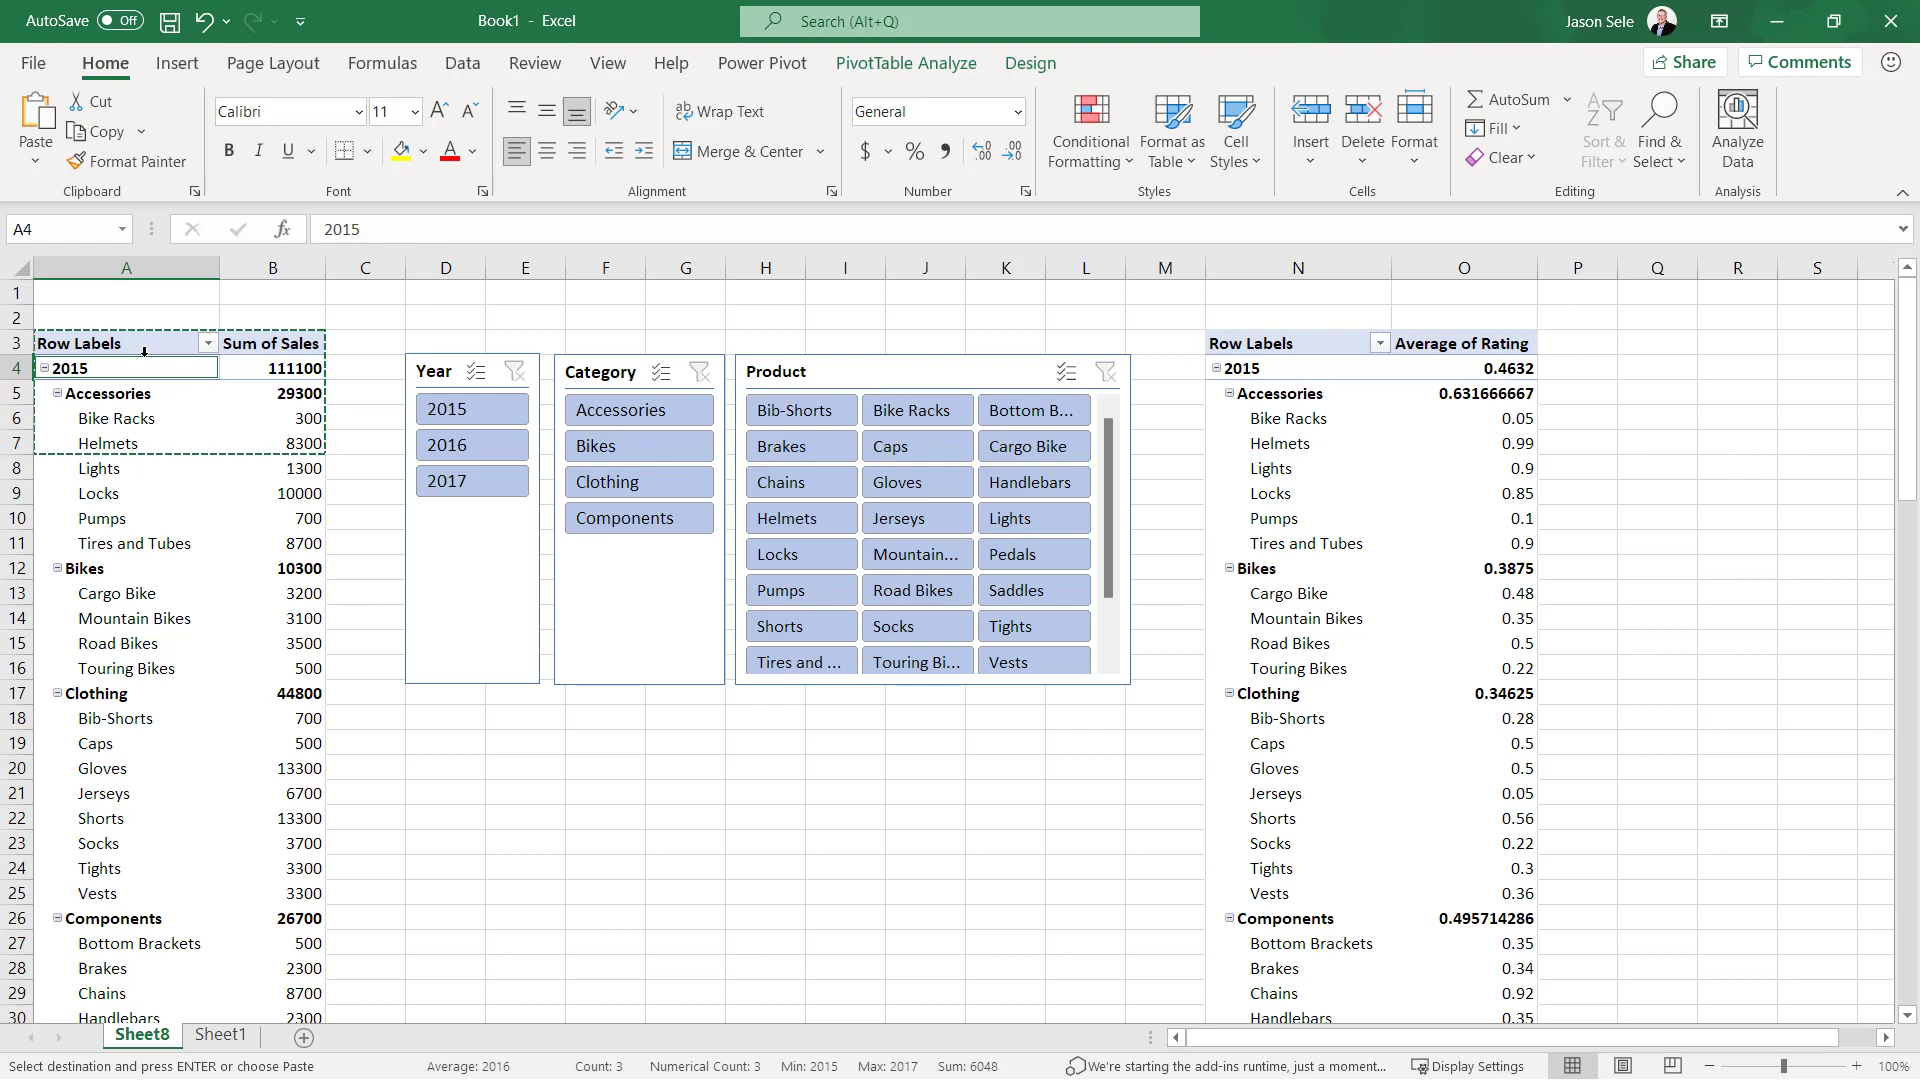 AutoSave Off Book1 - Excel Search (Alt+Q) Jason Sele
File Home Insert Page Layout Formulas Data Review View Help Power Pivot PivotTable Analyze Design Share Comments
Paste Cut Copy Format Painter Clipboard
Calibri 11 B I U A Font
Wrap Text Merge & Center Alignment
General $ % Number
Conditional Formatting Format as Table Cell Styles Styles
Insert Delete Format Cells
AutoSum Fill Clear Sort & Filter Find & Select Editing
Analyze Data Analysis
A4 fx 2015
A B C D E F G H I J K L M N O P Q R S
1
2
3 Row Labels Sum of Sales Row Labels Average of Rating
4 2015 111100 2015 0.4632
5 Accessories 29300 Accessories 0.631666667
6 Bike Racks 300 Bike Racks 0.05
7 Helmets 8300 Helmets 0.99
8 Lights 1300 Lights 0.9
9 Locks 10000 Locks 0.85
10 Pumps 700 Pumps 0.1
11 Tires and Tubes 8700 Tires and Tubes 0.9
12 Bikes 10300 Bikes 0.3875
13 Cargo Bike 3200 Cargo Bike 0.48
14 Mountain Bikes 3100 Mountain Bikes 0.35
15 Road Bikes 3500 Road Bikes 0.5
16 Touring Bikes 500 Touring Bikes 0.22
17 Clothing 44800 Clothing 0.34625
18 Bib-Shorts 700 Bib-Shorts 0.28
19 Caps 500 Caps 0.5
20 Gloves 13300 Gloves 0.5
21 Jerseys 6700 Jerseys 0.05
22 Shorts 13300 Shorts 0.56
23 Socks 3700 Socks 0.22
24 Tights 3300 Tights 0.3
25 Vests 3300 Vests 0.36
26 Components 26700 Components 0.495714286
27 Bottom Brackets 500 Bottom Brackets 0.35
28 Brakes 2300 Brakes 0.34
29 Chains 8700 Chains 0.92
30 Handlebars 2300 Handlebars 0.35
Year
2015
2016
2017
Category
Accessories
Bikes
Clothing
Components
Product
Bib-Shorts Bike Racks Bottom B...
Brakes Caps Cargo Bike
Chains Gloves Handlebars
Helmets Jerseys Lights
Locks Mountain... Pedals
Pumps Road Bikes Saddles
Shorts Socks Tights
Tires and ... Touring Bi... Vests
Sheet8 Sheet1
Select destination and press ENTER or choose Paste Average: 2016 Count: 3 Numerical Count: 3 Min: 2015 Max: 2017 Sum: 6048 We're starting the add-ins runtime, just a moment... Display Settings 100%